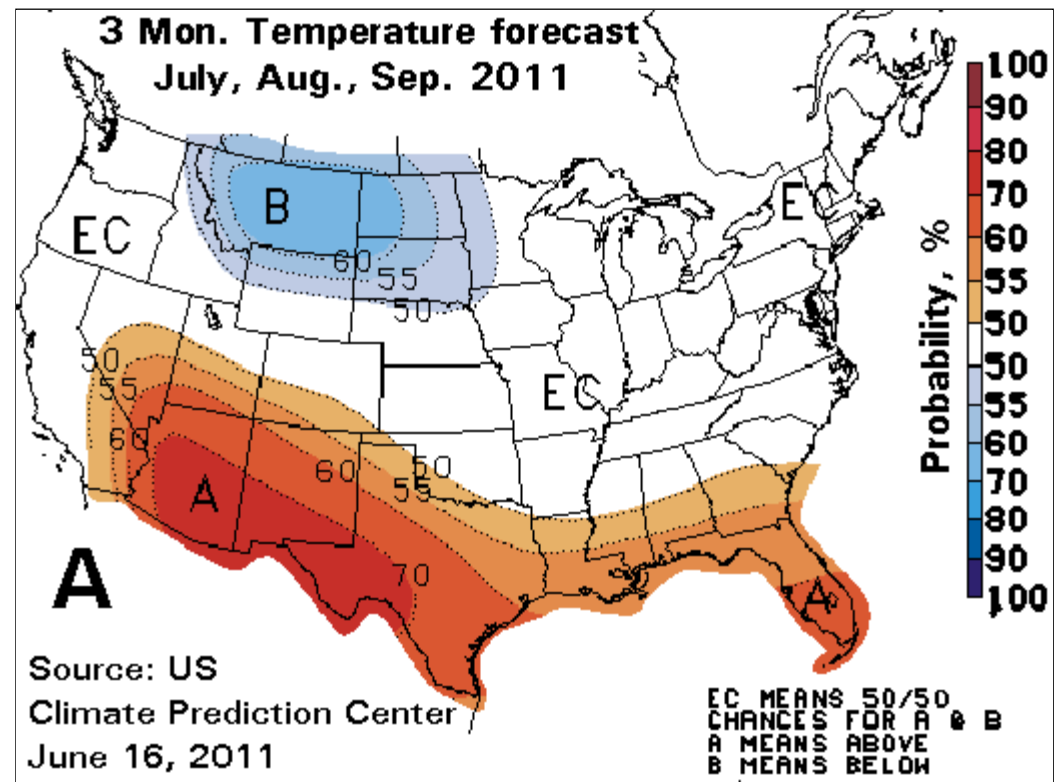 3 Mon. Temperature forecast
July, Aug., Sep. 2011
100
90
80
70
60
55
50
50
55
60
70
80
90
100
Probability, %
EC
B
EC
60
55
50
50
55
EC
60
60
50
55
A
70
A
A
Source: US
Climate Prediction Center
June 16, 2011
EC MEANS 50/50
CHANCES FOR A & B
A MEANS ABOVE
B MEANS BELOW